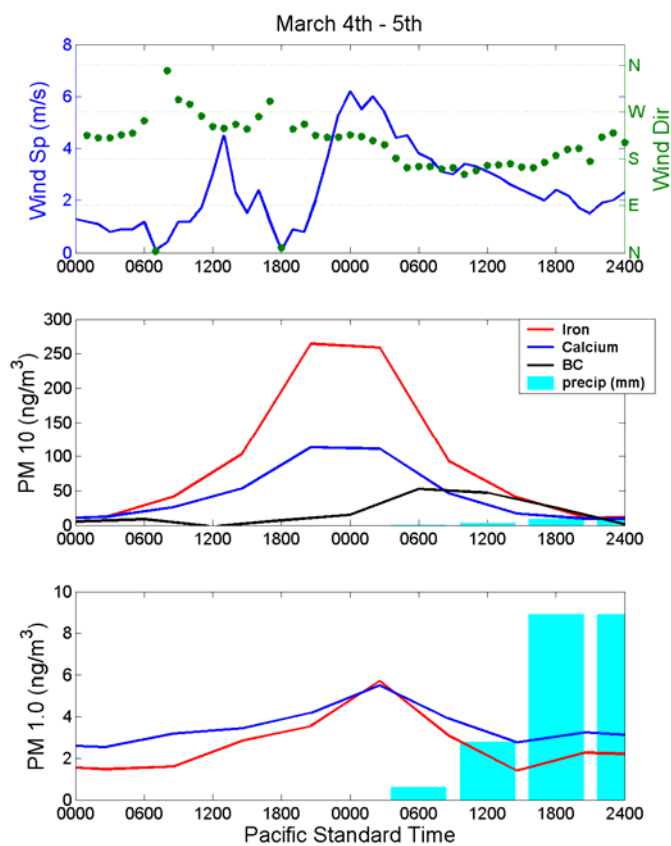 March 4th - 5th
Wind Sp (m/s)
8
6
4
2
0
N
W
S
E
N
Wind Dir
0000 0600 1200 1800 0000 0600 1200 1800 2400
PM 10 (ng/m³)
300
250
200
150
100
50
0
Iron
Calcium
BC
precip (mm)
0000 0600 1200 1800 0000 0600 1200 1800 2400
PM 1.0 (ng/m³)
10
8
6
4
2
0
0000 0600 1200 1800 0000 0600 1200 1800 2400
Pacific Standard Time